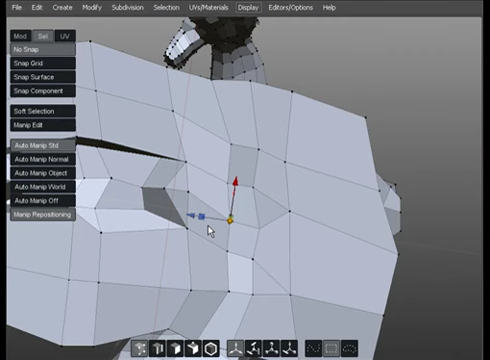 File Edit Create Modify Subdivision Selection UVs/Materials Display Editors/Options Help
Mod Sel UV
No Snap
Snap Grid
Snap Surface
Snap Component
Soft Selection
Manip Edit
Auto Manip Std
Auto Manip Normal
Auto Manip Object
Auto Manip World
Auto Manip Off
Manip Repositioning